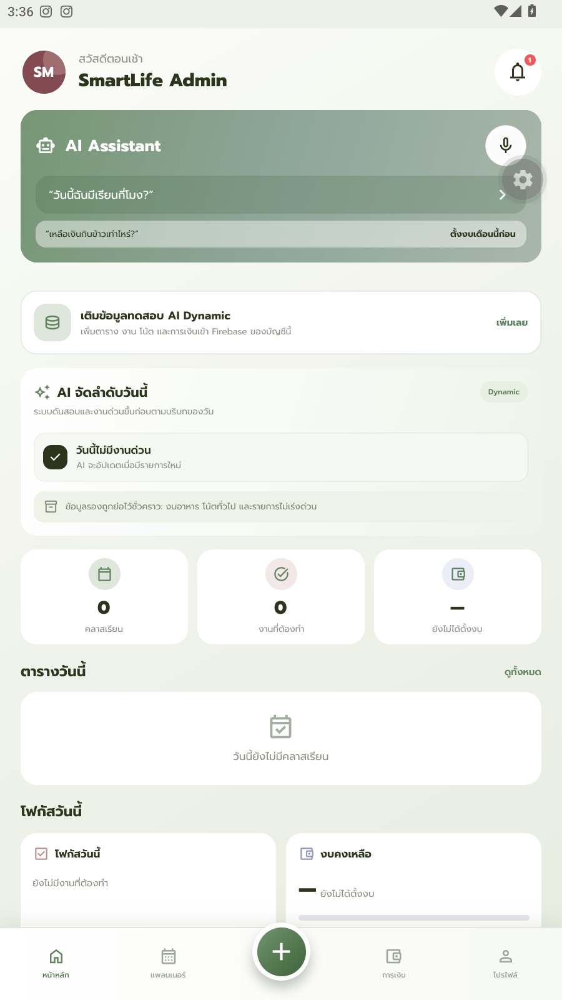 3:36
SM
สวัสดีตอนเช้า
SmartLife Admin
1
AI Assistant
“วันนี้ฉันมีเรียนกี่โมง?”
“เหลือเงินกินข้าวเท่าไหร่?”
ตั้งงบเดือนนี้ก่อน
เติมข้อมูลทดสอบ AI Dynamic
เพิ่มตาราง งาน โน้ต และการเงินเข้า Firebase ของบัญชีนี้
เพิ่มเลย
AI จัดลำดับวันนี้
Dynamic
ระบบดันสอบและงานด่วนขึ้นก่อนตามบริบทของวัน
วันนี้ไม่มีงานด่วน
AI จะอัปเดตเมื่อมีรายการใหม่
ข้อมูลรองถูกย่อไว้ชั่วคราว: งบอาหาร โน้ตทั่วไป และรายการไม่เร่งด่วน
0
คลาสเรียน
0
งานที่ต้องทำ
—
ยังไม่ได้ตั้งงบ
ตารางวันนี้
ดูทั้งหมด
วันนี้ยังไม่มีคลาสเรียน
โฟกัสวันนี้
โฟกัสวันนี้
ยังไม่มีงานที่ต้องทำ
งบคงเหลือ
— ยังไม่ได้ตั้งงบ
หน้าหลัก
แพลนเนอร์
การเงิน
โปรไฟล์